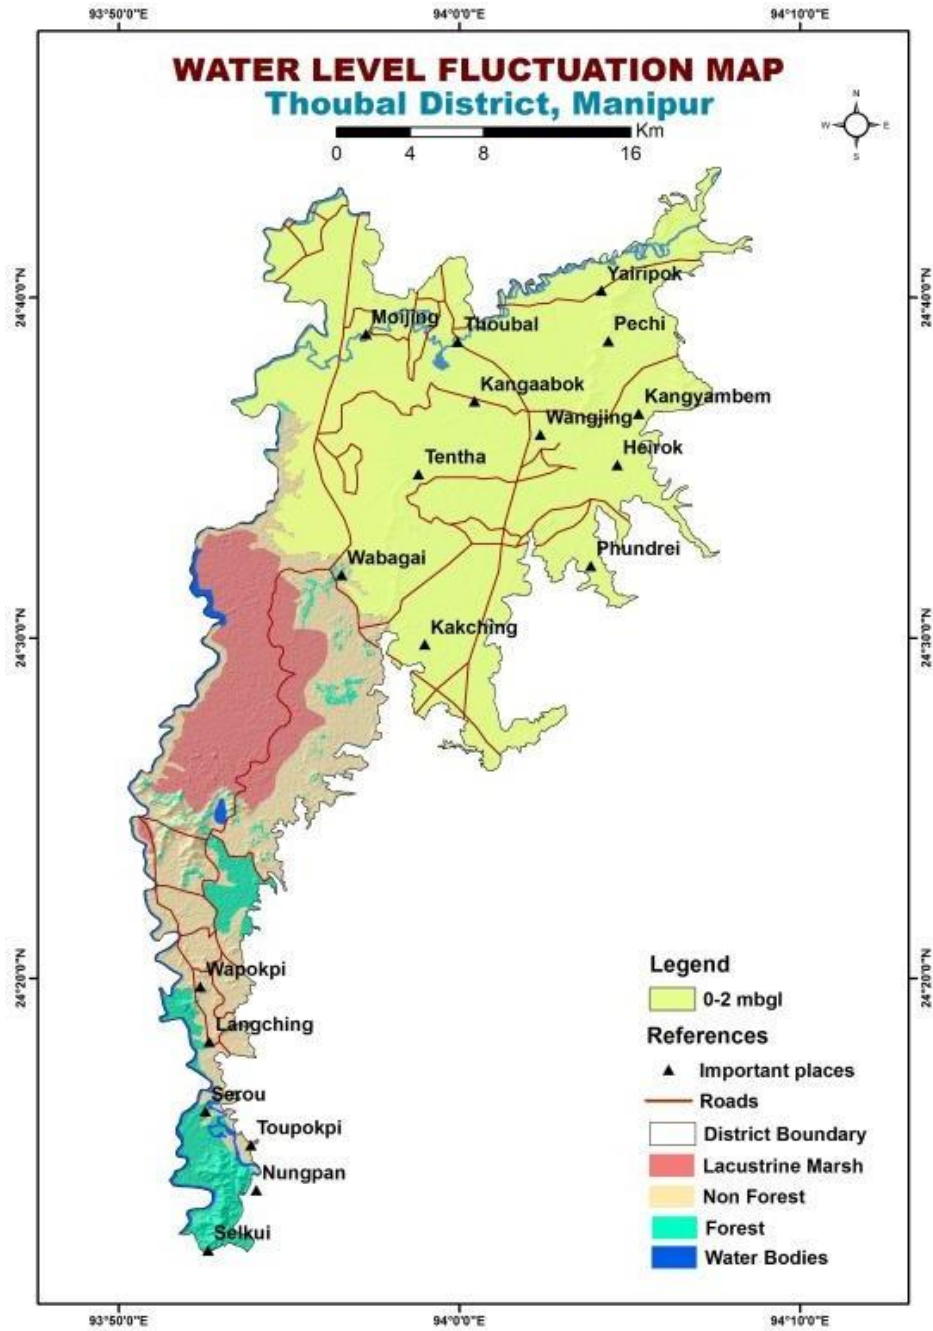 93°50'0"E 94°0'0"E 94°10'0"E
WATER LEVEL FLUCTUATION MAP
Thoubal District, Manipur
Km
0 4 8 16
N
W E
S
24°40'0"N 24°40'0"N
Yairipok
Moijing Thoubal Pechi
Kangaabok
Kangyambem
Wangjing
Tentha Heirok
Wabagai Phundrei
24°30'0"N 24°30'0"N
Kakching
24°20'0"N 24°20'0"N
Wapokpi
Langching
Serou
Toupokpi
Nungpan
Selkui
Legend
0-2 mbgl
References
Important places
Roads
District Boundary
Lacustrine Marsh
Non Forest
Forest
Water Bodies
93°50'0"E 94°0'0"E 94°10'0"E